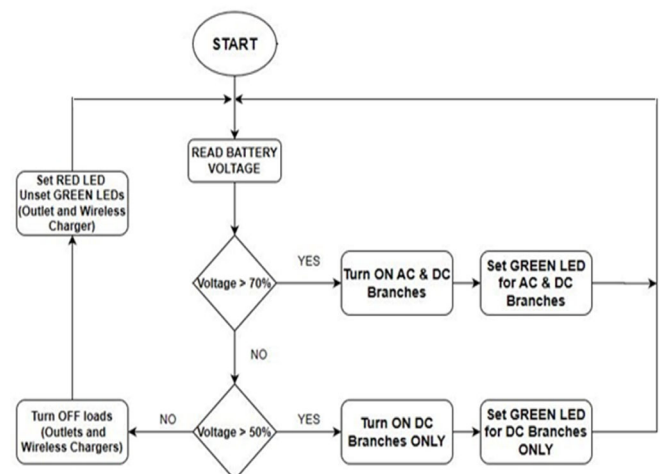 START
READ BATTERY
VOLTAGE
Set RED LED
Unset GREEN LEDs
(Outlet and Wireless
Charger)
Voltage > 70%
YES
Turn ON AC & DC
Branches
Set GREEN LED
for AC & DC
Branches
NO
Turn OFF loads
(Outlets and
Wireless Chargers)
NO
Voltage > 50%
YES
Turn ON DC
Branches ONLY
Set GREEN LED
for DC Branches
ONLY